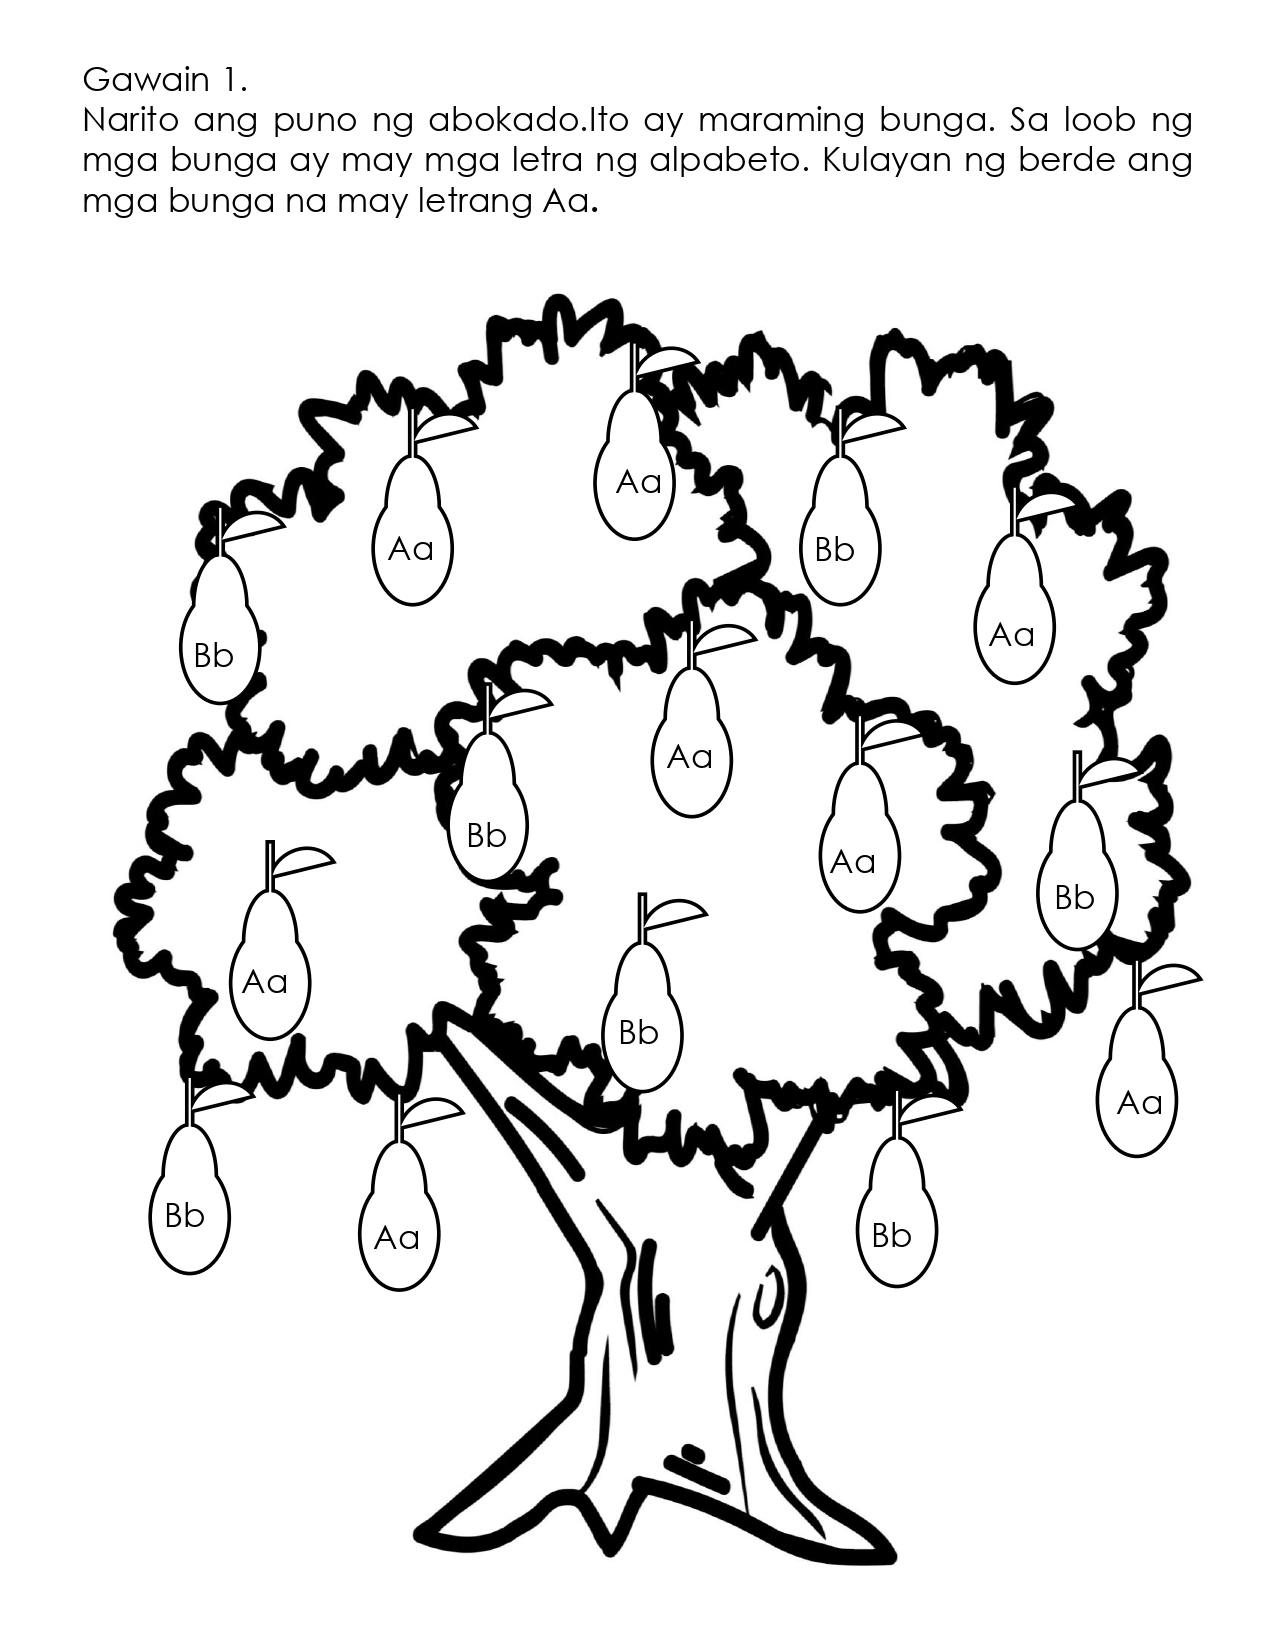 Gawain 1.
Narito ang puno ng abokado.Ito ay maraming bunga. Sa loob ng
mga bunga ay may mga letra ng alpabeto. Kulayan ng berde ang
mga bunga na may letrang Aa.
Aa
Aa
Bb
Aa
Bb
Aa
Bb
Aa
Bb
Aa
Bb
Aa
Bb
Aa
Bb